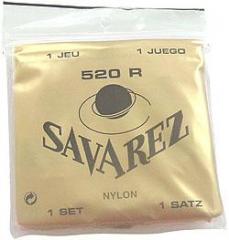 1 JEU 1 JUEGO
520 R
SAVAREZ
NYLON
1 SET 1 SATZ